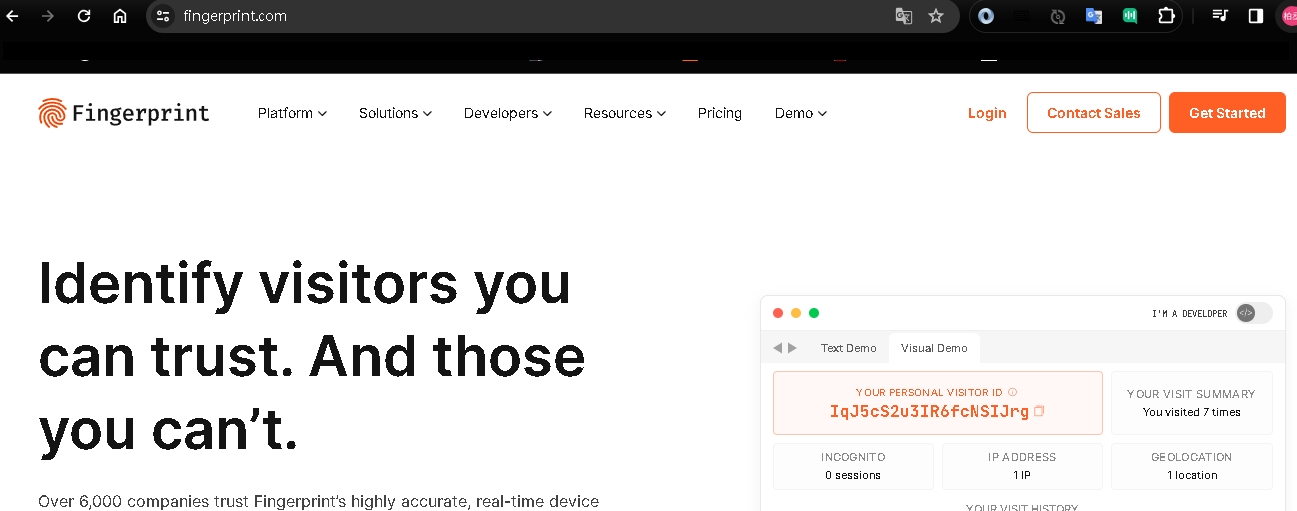 fingerprint.com
Fingerprint
Platform
Solutions
Developers
Resources
Pricing
Demo
Login
Contact Sales
Get Started
Identify visitors you
can trust. And those
you can't.
Over 6,000 companies trust Fingerprint's highly accurate, real-time device
I'M A DEVELOPER
</>
Text Demo
Visual Demo
YOUR PERSONAL VISITOR ID
IqJ5cS2u3IR6fcNSIJrg
YOUR VISIT SUMMARY
You visited 7 times
INCOGNITO
0 sessions
IP ADDRESS
1 IP
GEOLOCATION
1 location
YOUR VISIT HISTORY